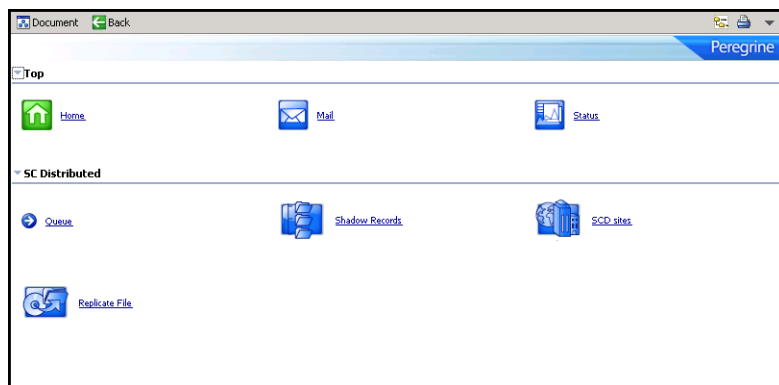 Document Back
Peregrine
Top
Home
Mail
Status
SC Distributed
Queue
Shadow Records
SCD sites
Replicate File